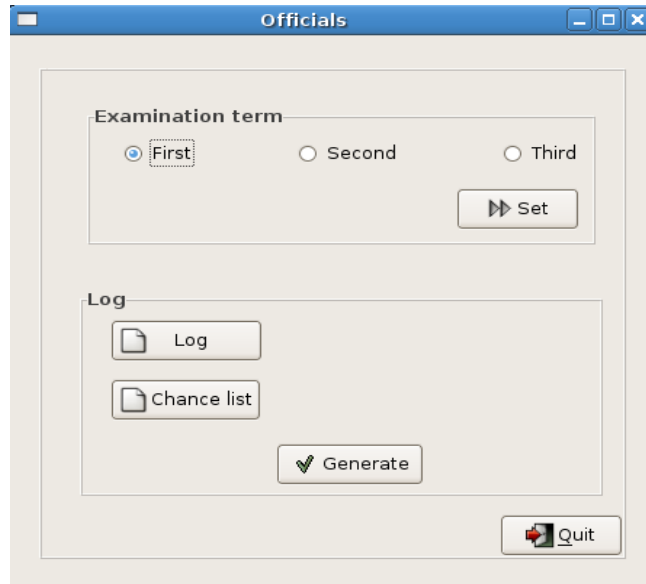 Officials
Examination term
First Second Third
Set
Log
Log
Chance list
Generate
Quit